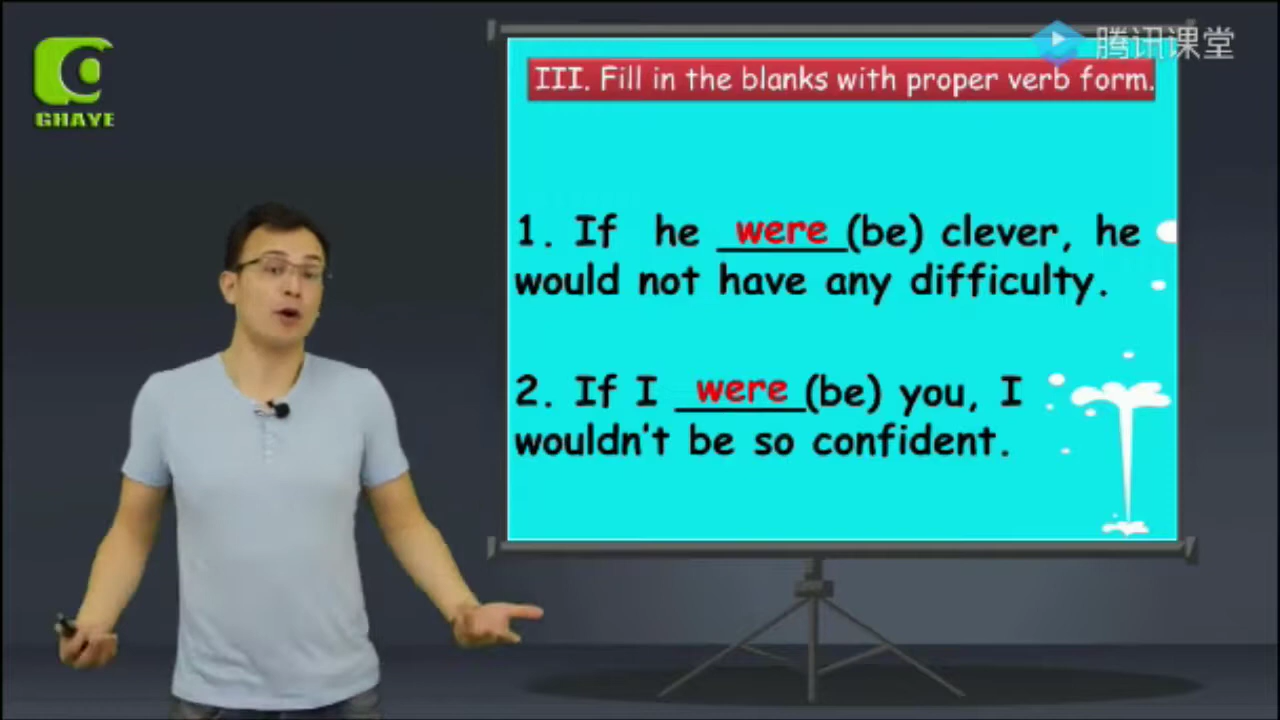 GHAYE
腾讯课堂
III. Fill in the blanks with proper verb form.
1. If he were (be) clever, he
would not have any difficulty.
2. If I were (be) you, I
wouldn't be so confident.